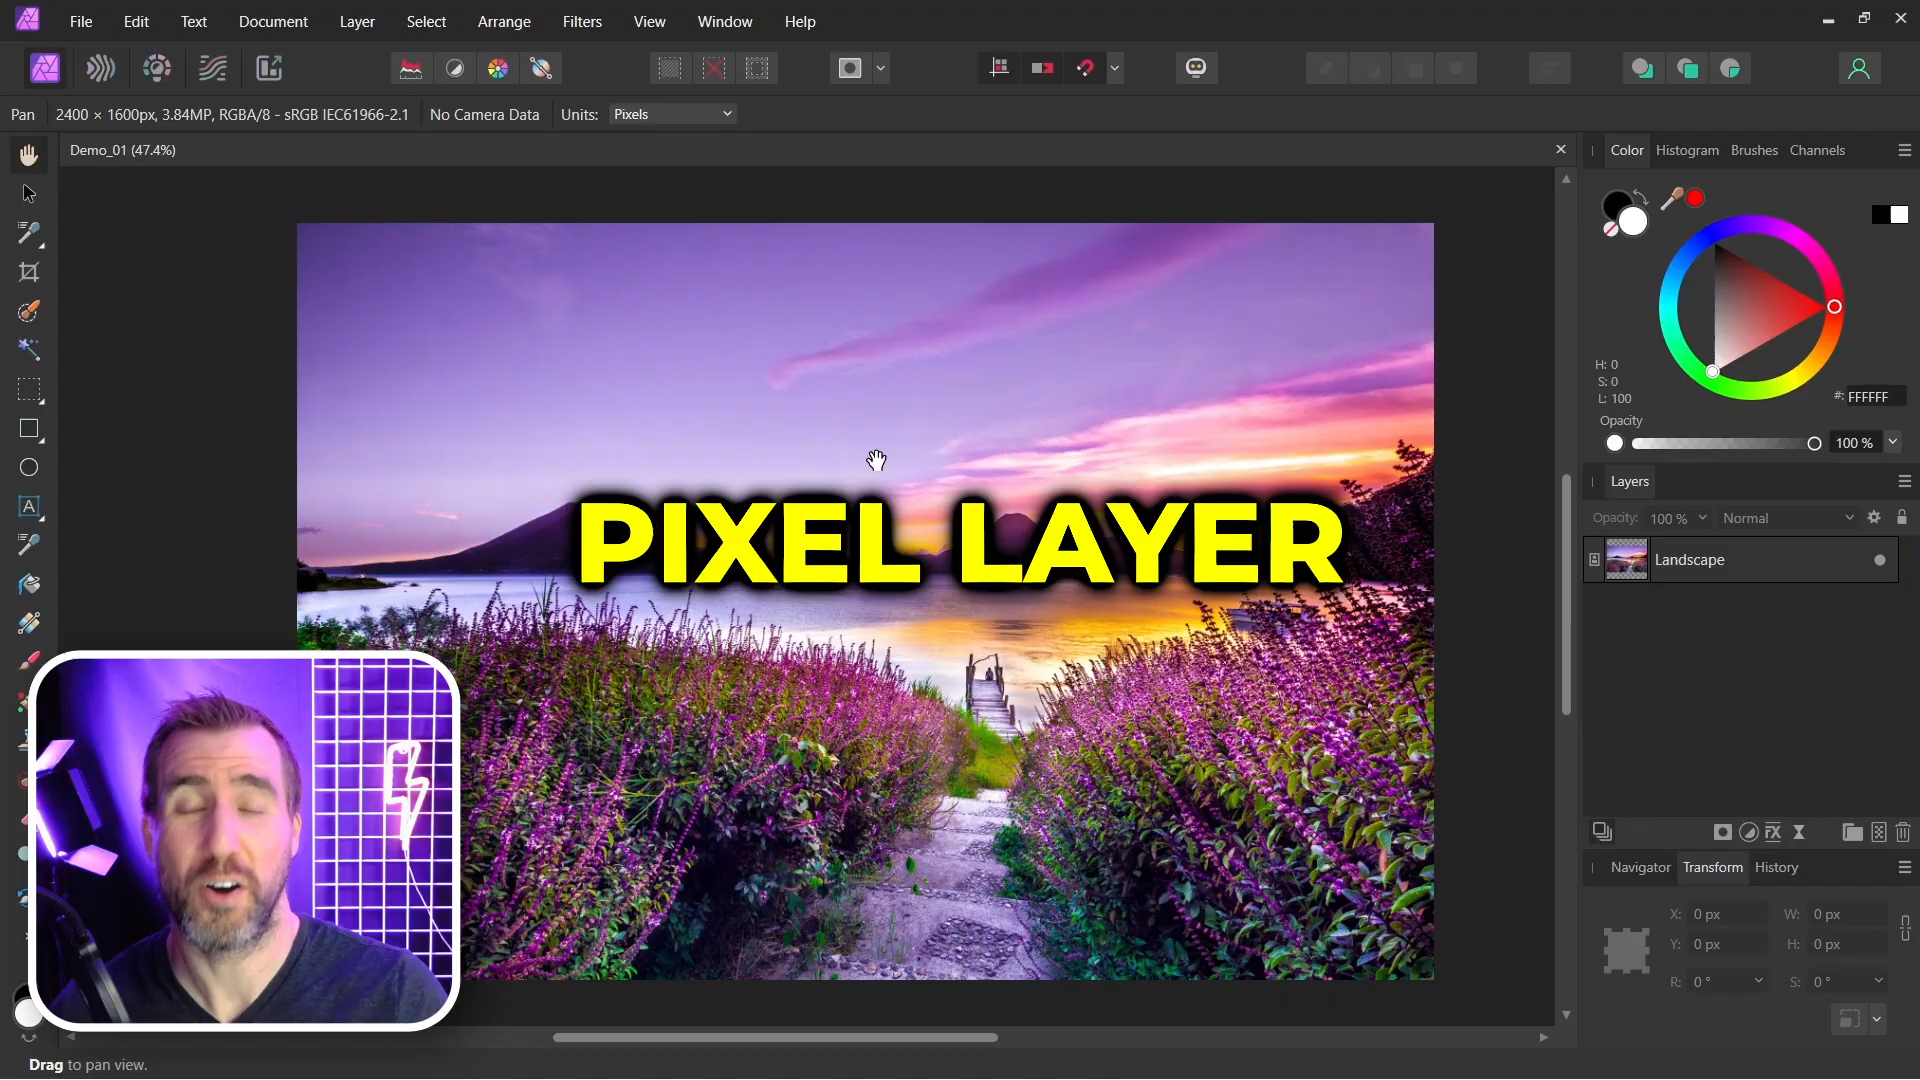 File Edit Text Document Layer Select Arrange Filters View Window Help
Pan 2400 × 1600px, 3.84MP, RGBA/8 - sRGB IEC61966-2.1 No Camera Data Units: Pixels
Demo_01 (47.4%)
Color Histogram Brushes Channels
H: 0
S: 0
L: 100
#: FFFFFF
Opacity
100 %
Layers
Opacity: 100 % Normal
Landscape
PIXEL LAYER
Navigator Transform History
X: 0 px W: 0 px
Y: 0 px H: 0 px
R: 0 ° S: 0 °
Drag to pan view.